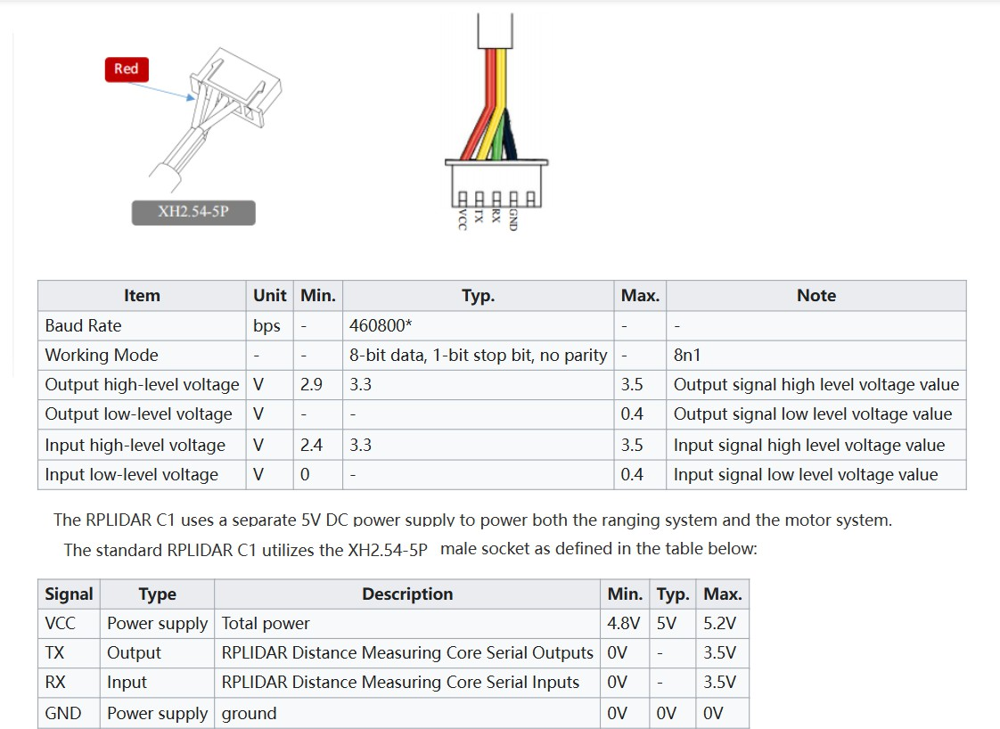 Red
XH2.54-5P
VCC
TX
RX
GND
Item Unit Min. Typ. Max. Note
Baud Rate bps - 460800* - -
Working Mode - - 8-bit data, 1-bit stop bit, no parity - 8n1
Output high-level voltage V 2.9 3.3 3.5 Output signal high level voltage value
Output low-level voltage V - - 0.4 Output signal low level voltage value
Input high-level voltage V 2.4 3.3 3.5 Input signal high level voltage value
Input low-level voltage V 0 - 0.4 Input signal low level voltage value
The RPLIDAR C1 uses a separate 5V DC power supply to power both the ranging system and the motor system.
The standard RPLIDAR C1 utilizes the XH2.54-5P male socket as defined in the table below:
Signal Type Description Min. Typ. Max.
VCC Power supply Total power 4.8V 5V 5.2V
TX Output RPLIDAR Distance Measuring Core Serial Outputs 0V - 3.5V
RX Input RPLIDAR Distance Measuring Core Serial Inputs 0V - 3.5V
GND Power supply ground 0V 0V 0V